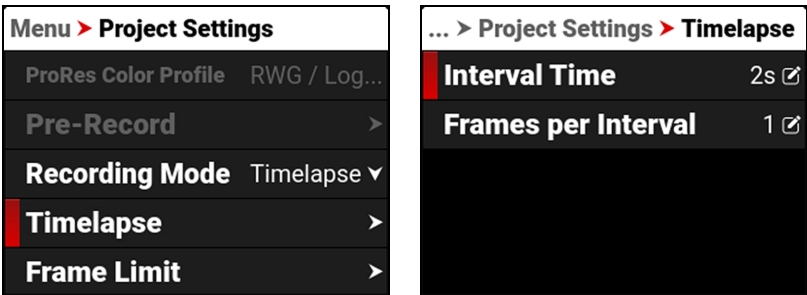 Menu ➤ Project Settings
ProRes Color Profile RWG / Log...
Pre-Record
Recording Mode Timelapse
Timelapse
Frame Limit
... ➤ Project Settings ➤ Timelapse
Interval Time 2s
Frames per Interval 1